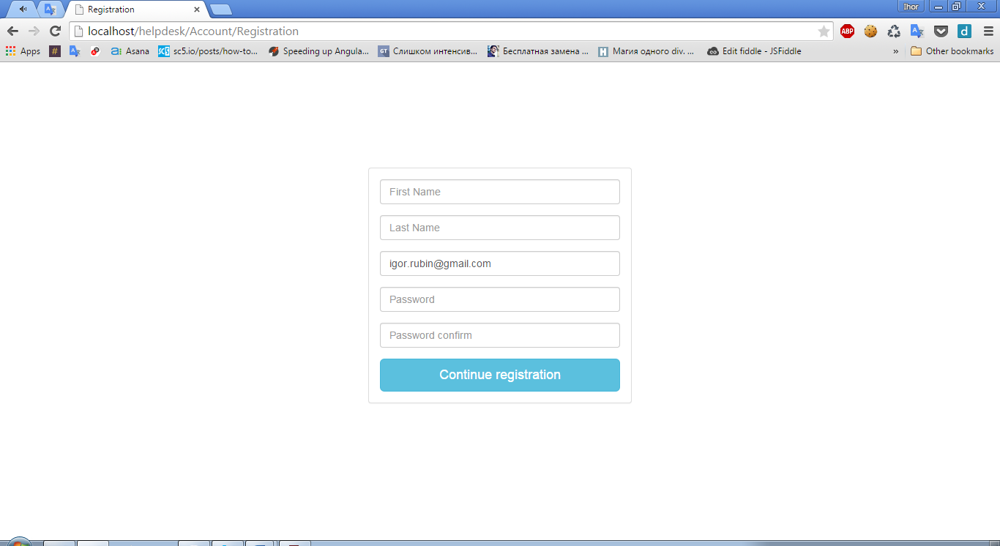 Registration
Ihor
localhost/helpdesk/Account/Registration
ABP
d
Apps
#
Asana
SC5
sc5.io/posts/how-to...
Speeding up Angula...
GT
Слишком интенсив...
Бесплатная замена ...
H
Магия одного div. ...
Edit fiddle - JSFiddle
»
Other bookmarks
First Name
Last Name
igor.rubin@gmail.com
Password
Password confirm
Continue registration